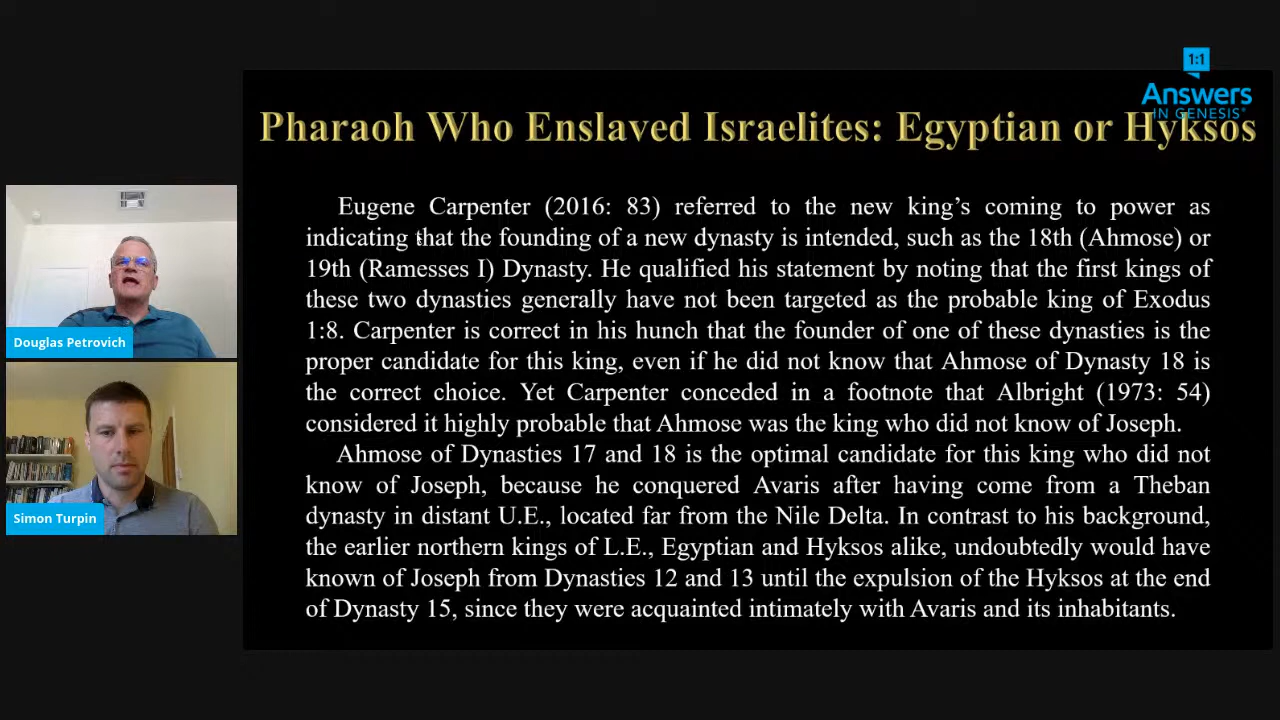 1:1
Answers
IN GENESIS
Pharaoh Who Enslaved Israelites: Egyptian or Hyksos
Eugene Carpenter (2016: 83) referred to the new king’s coming to power as
indicating that the founding of a new dynasty is intended, such as the 18th (Ahmose) or
19th (Ramesses I) Dynasty. He qualified his statement by noting that the first kings of
these two dynasties generally have not been targeted as the probable king of Exodus
1:8. Carpenter is correct in his hunch that the founder of one of these dynasties is the
proper candidate for this king, even if he did not know that Ahmose of Dynasty 18 is
the correct choice. Yet Carpenter conceded in a footnote that Albright (1973: 54)
considered it highly probable that Ahmose was the king who did not know of Joseph.
Ahmose of Dynasties 17 and 18 is the optimal candidate for this king who did not
know of Joseph, because he conquered Avaris after having come from a Theban
dynasty in distant U.E., located far from the Nile Delta. In contrast to his background,
the earlier northern kings of L.E., Egyptian and Hyksos alike, undoubtedly would have
known of Joseph from Dynasties 12 and 13 until the expulsion of the Hyksos at the end
of Dynasty 15, since they were acquainted intimately with Avaris and its inhabitants.
Douglas Petrovich
Simon Turpin